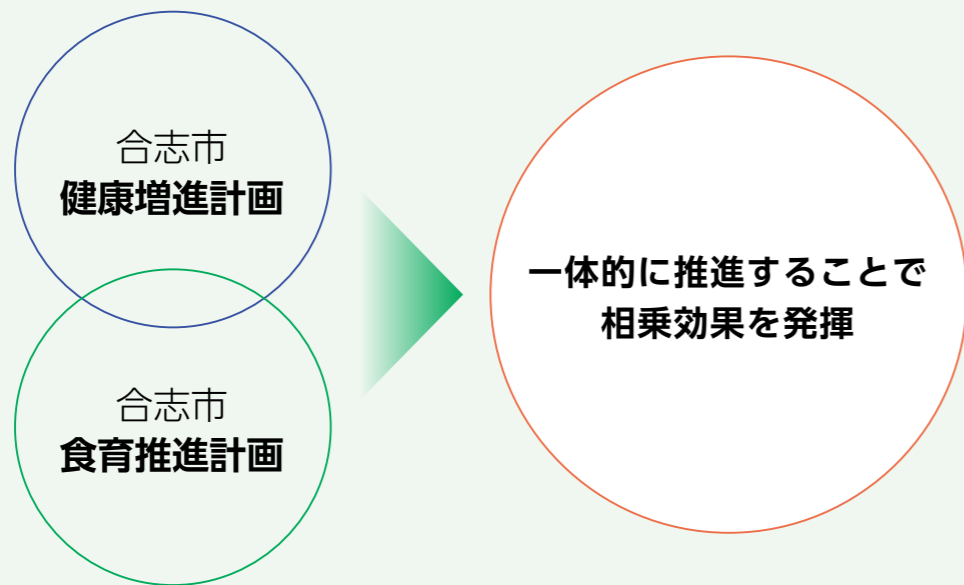 合志市
健康増進計画
合志市
食育推進計画
一体的に推進することで
相乗効果を発揮